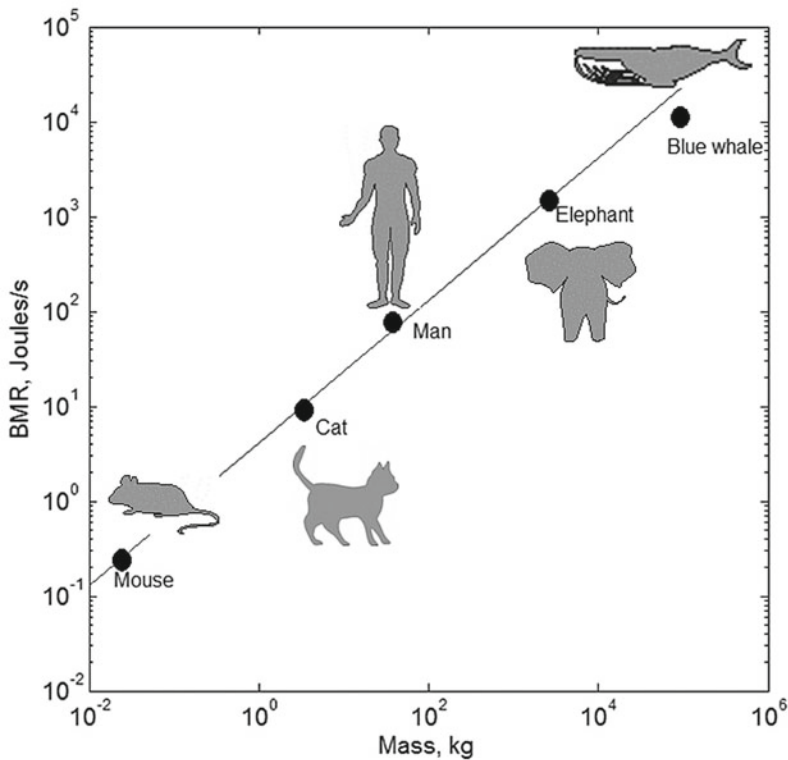 10^5
10^4
10^3
10^2
10^1
10^0
10^-1
10^-2
BMR, Joules/s
Blue whale
Elephant
Man
Cat
Mouse
10^-2 10^0 10^2 10^4 10^6
Mass, kg